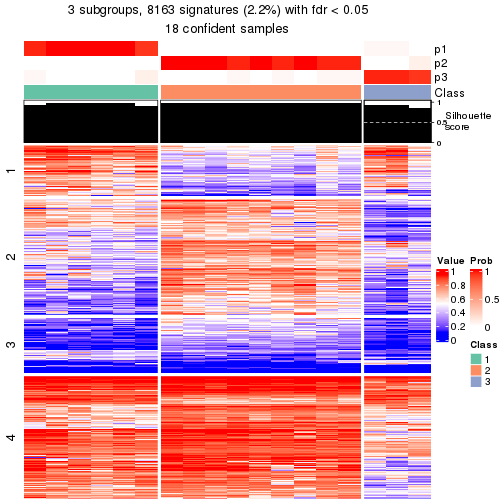 3 subgroups, 8163 signatures (2.2%) with fdr < 0.05
18 confident samples
p1
p2
p3
Class
1
0.5
0
Silhouette
score
1
2
3
4
Value
1
0.8
0.6
0.4
0.2
0
Prob
1
0.5
0
Class
1
2
3